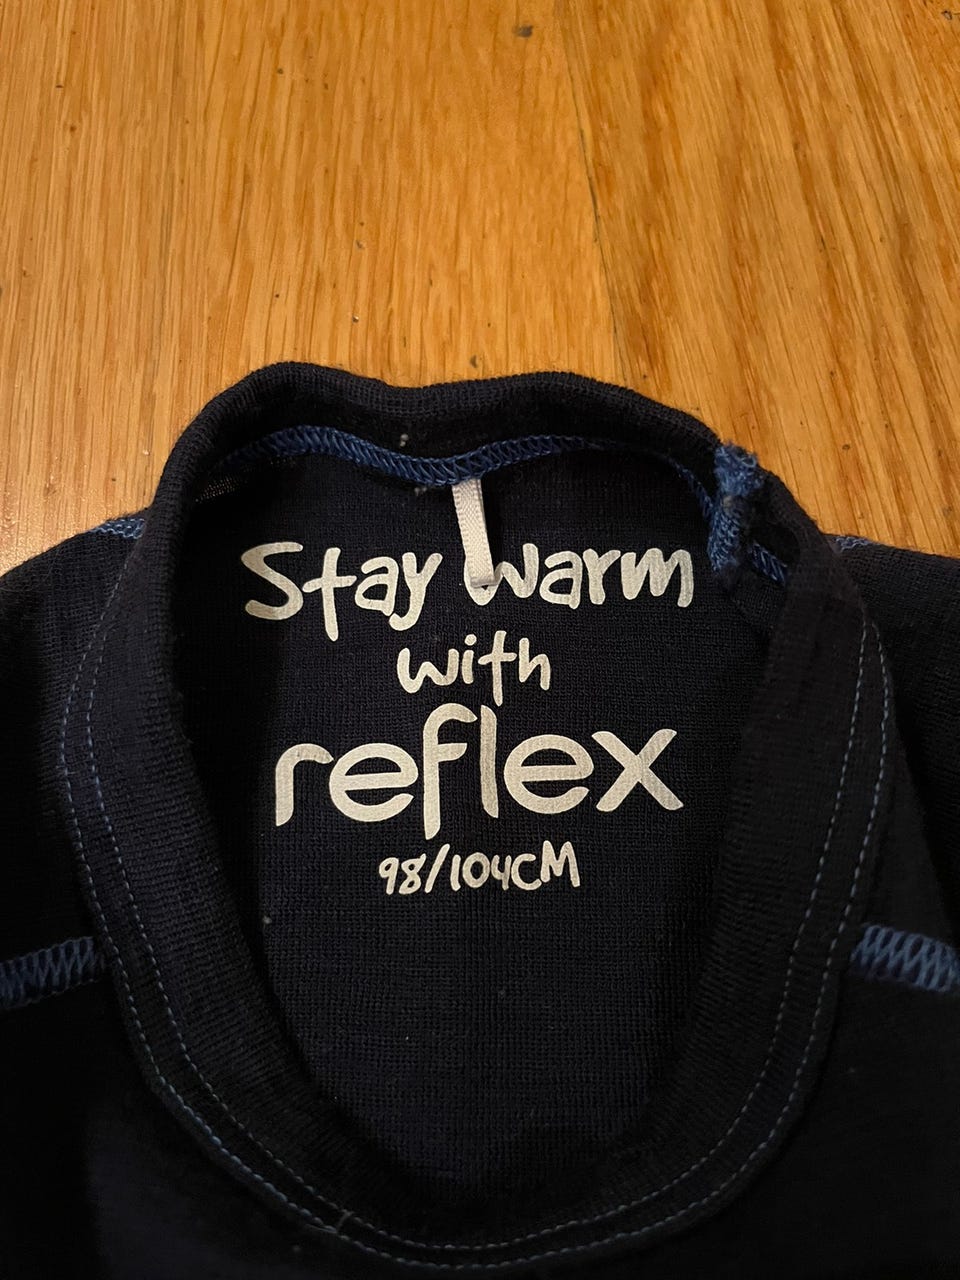 Stay Warm
with
reflex
98/104CM